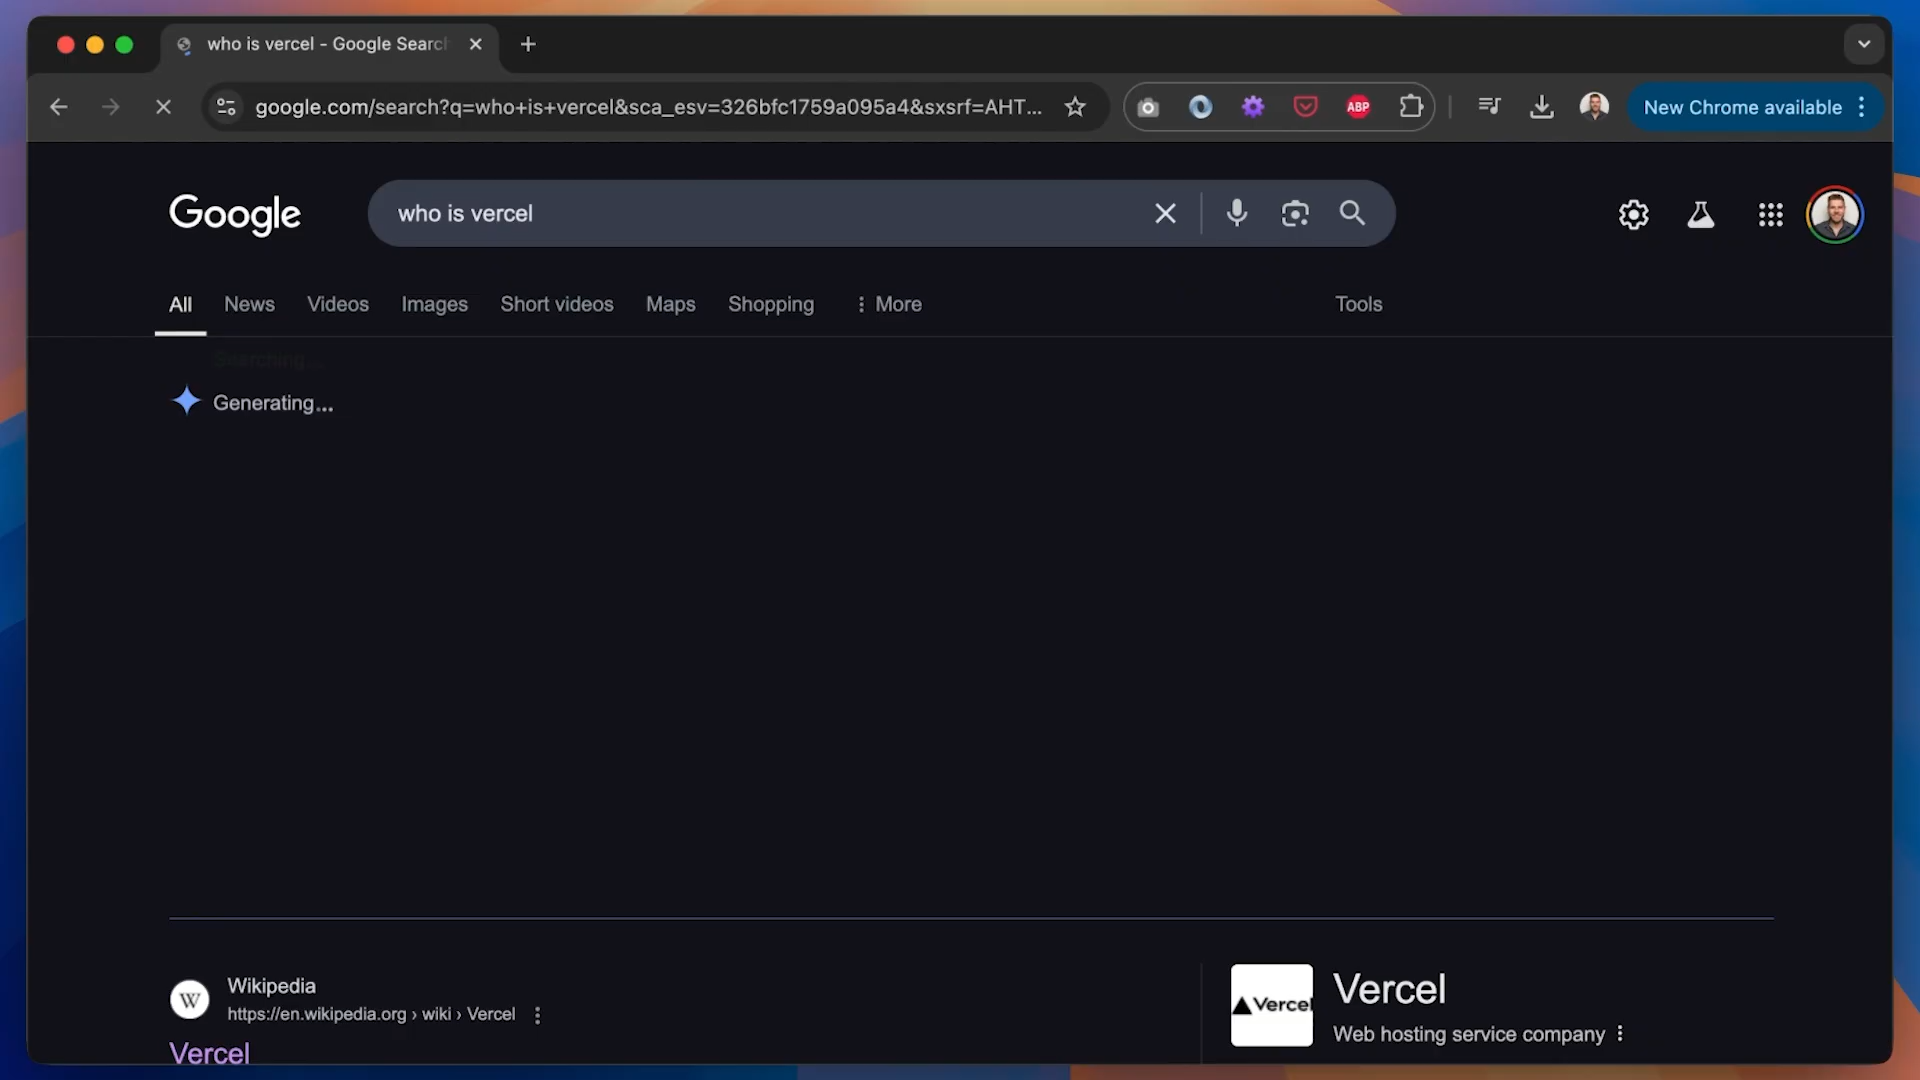 who is vercel - Google Search
google.com/search?q=who+is+vercel&sca_esv=326bfc1759a095a4&sxsrf=AHT...
ABP
New Chrome available
Google
who is vercel
All
News
Videos
Images
Short videos
Maps
Shopping
More
Tools
Searching...
Generating...
W
Wikipedia
https://en.wikipedia.org › wiki › Vercel
Vercel
Vercel
Vercel
Web hosting service company